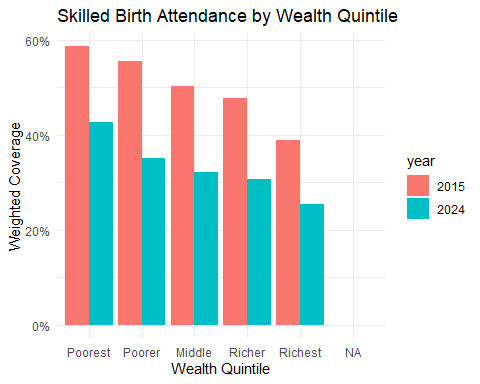 Skilled Birth Attendance by Wealth Quintile
60%
40%
20%
0%
Weighted Coverage
Poorest Poorer Middle Richer Richest NA
Wealth Quintile
year
2015
2024